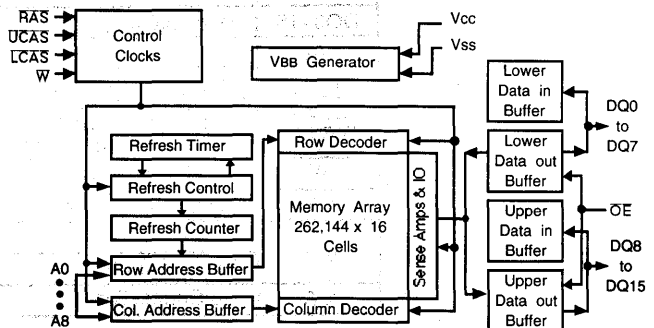 RAS
UCAS
LCAS
W
Control
Clocks
VBB Generator
Vcc
Vss
Lower
Data in
Buffer
DQ0
to
DQ7
Lower
Data out
Buffer
OE
Upper
Data in
Buffer
DQ8
to
DQ15
Upper
Data out
Buffer
Refresh Timer
Refresh Control
Refresh Counter
Row Address Buffer
Col. Address Buffer
A0
A8
Row Decoder
Memory Array
262,144 x 16
Cells
Column Decoder
Sense Amps & IO